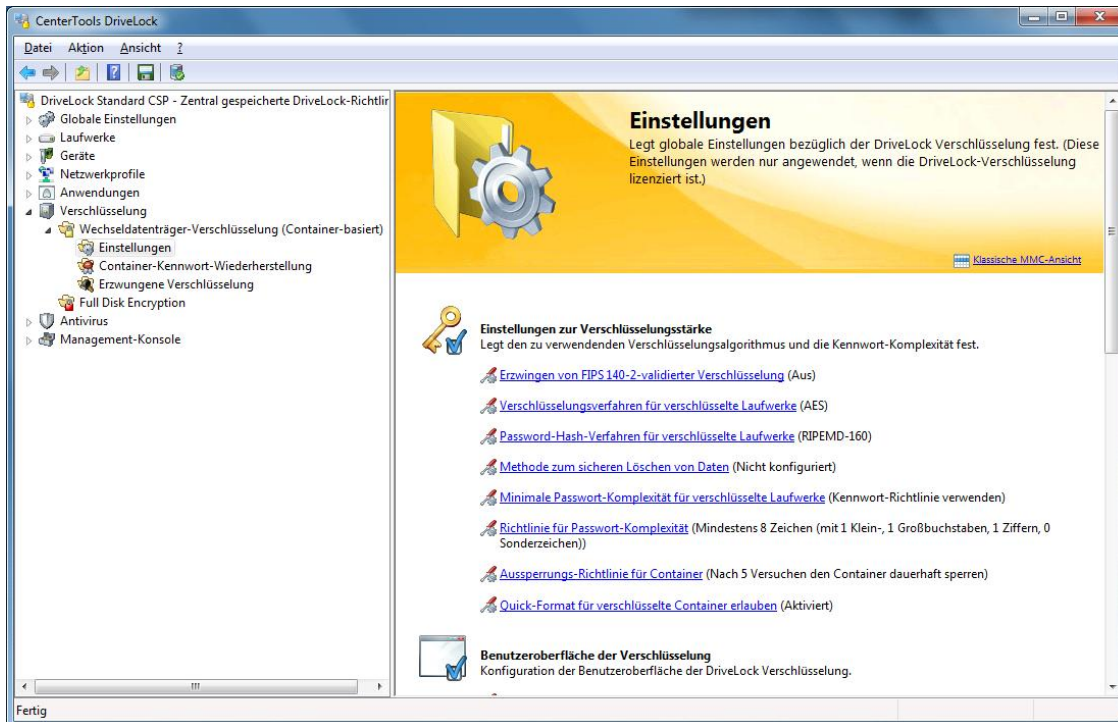 CenterTools DriveLock
Datei Aktion Ansicht ?
DriveLock Standard CSP - Zentral gespeicherte DriveLock-Richtlir
Globale Einstellungen
Laufwerke
Geräte
Netzwerkprofile
Anwendungen
Verschlüsselung
Wechseldatenträger-Verschlüsselung (Container-basiert)
Einstellungen
Container-Kennwort-Wiederherstellung
Erzwungene Verschlüsselung
Full Disk Encryption
Antivirus
Management-Konsole
Einstellungen
Legt globale Einstellungen bezüglich der DriveLock Verschlüsselung fest. (Diese
Einstellungen werden nur angewendet, wenn die DriveLock-Verschlüsselung
lizenziert ist.)
Klassische MMC-Ansicht
Einstellungen zur Verschlüsselungsstärke
Legt den zu verwendenden Verschlüsselungsalgorithmus und die Kennwort-Komplexität fest.
Erzwingen von FIPS 140-2-validierter Verschlüsselung (Aus)
Verschlüsselungsverfahren für verschlüsselte Laufwerke (AES)
Password-Hash-Verfahren für verschlüsselte Laufwerke (RIPEMD-160)
Methode zum sicheren Löschen von Daten (Nicht konfiguriert)
Minimale Passwort-Komplexität für verschlüsselte Laufwerke (Kennwort-Richtlinie verwenden)
Richtlinie für Passwort-Komplexität (Mindestens 8 Zeichen (mit 1 Klein-, 1 Großbuchstaben, 1 Ziffern, 0
Sonderzeichen))
Aussperrungs-Richtlinie für Container (Nach 5 Versuchen den Container dauerhaft sperren)
Quick-Format für verschlüsselte Container erlauben (Aktiviert)
Benutzeroberfläche der Verschlüsselung
Konfiguration der Benutzeroberfläche der DriveLock Verschlüsselung.
Fertig